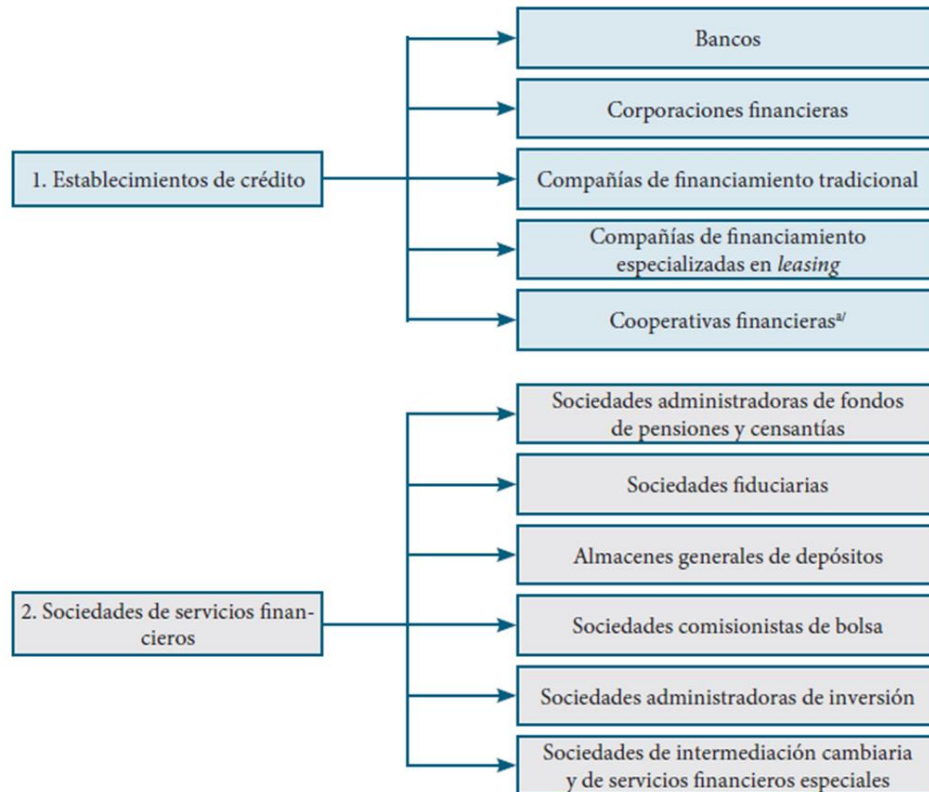 Bancos
Corporaciones financieras
1. Establecimientos de crédito
Compañías de financiamiento tradicional
Compañías de financiamiento
especializadas en leasing
Cooperativas financierasa/
Sociedades administradoras de fondos
de pensiones y censantías
Sociedades fiduciarias
Almacenes generales de depósitos
2. Sociedades de servicios finan-
cieros
Sociedades comisionistas de bolsa
Sociedades administradoras de inversión
Sociedades de intermediación cambiaria
y de servicios financieros especiales